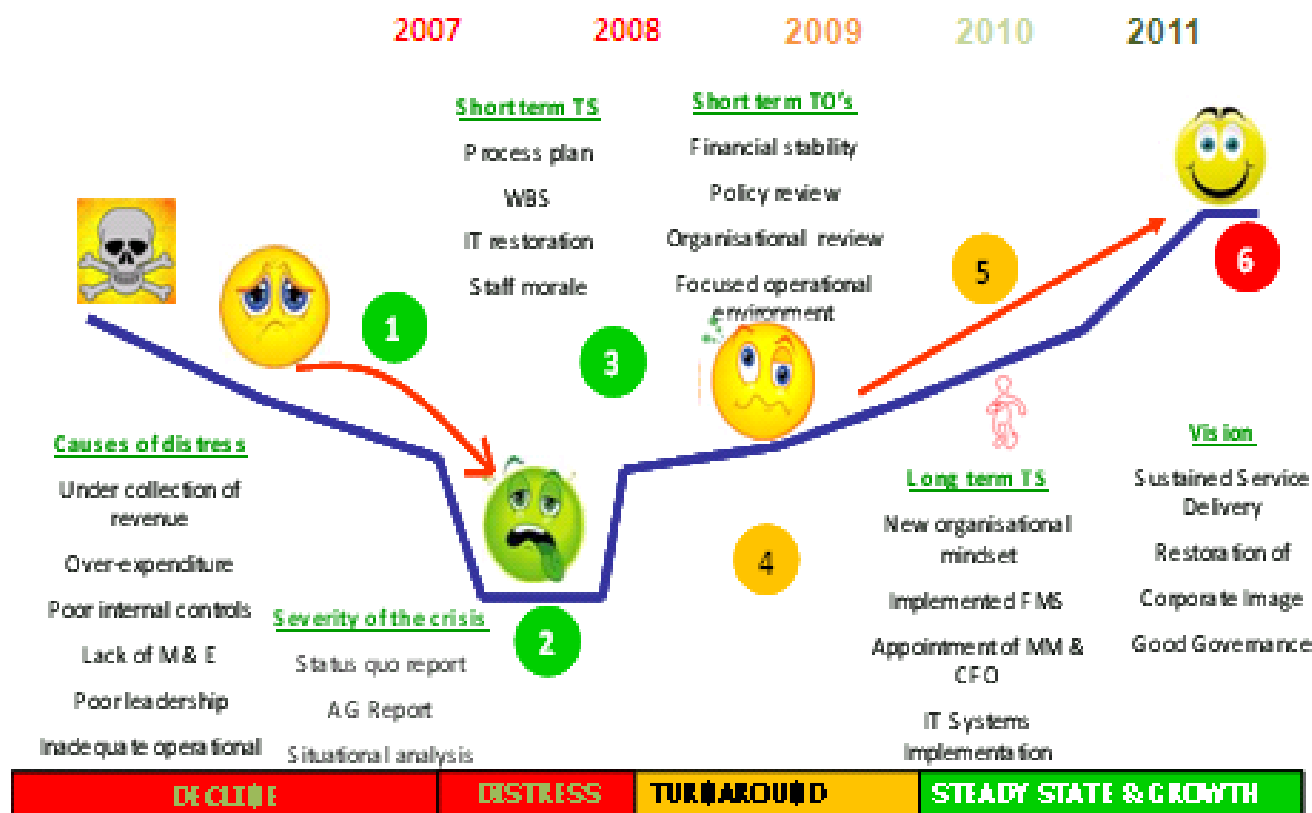 2007 2008 2009 2010 2011
Short term TS
Process plan
WBS
IT restoration
Staff morale
Short term TO's
Financial stability
Policy review
Organisational review
Focused operational
environment
1
2
3
4
5
6
Causes of distress
Under collection of
revenue
Over-expenditure
Poor internal controls
Lack of M & E
Poor leadership
Inadequate operational
Severity of the crisis
Status quo report
AG Report
Situational analysis
Long term TS
New organisational
mindset
Implemented FMS
Appointment of MM &
CFO
IT Systems
Implementation
Vision
Sustained Service
Delivery
Restoration of
Corporate Image
Good Governance
DECLINE DISTRESS TURNAROUND STEADY STATE & GROWTH